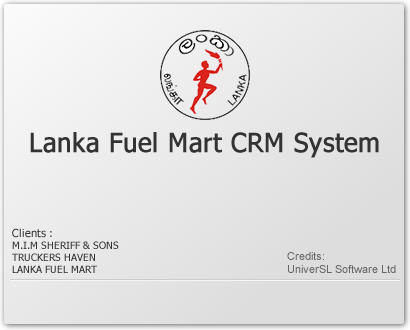 ලංකා
லங்கா
LANKA
Lanka Fuel Mart CRM System
Clients :
M.I.M SHERIFF & SONS
TRUCKERS HAVEN
LANKA FUEL MART
Credits:
UniverSL Software Ltd